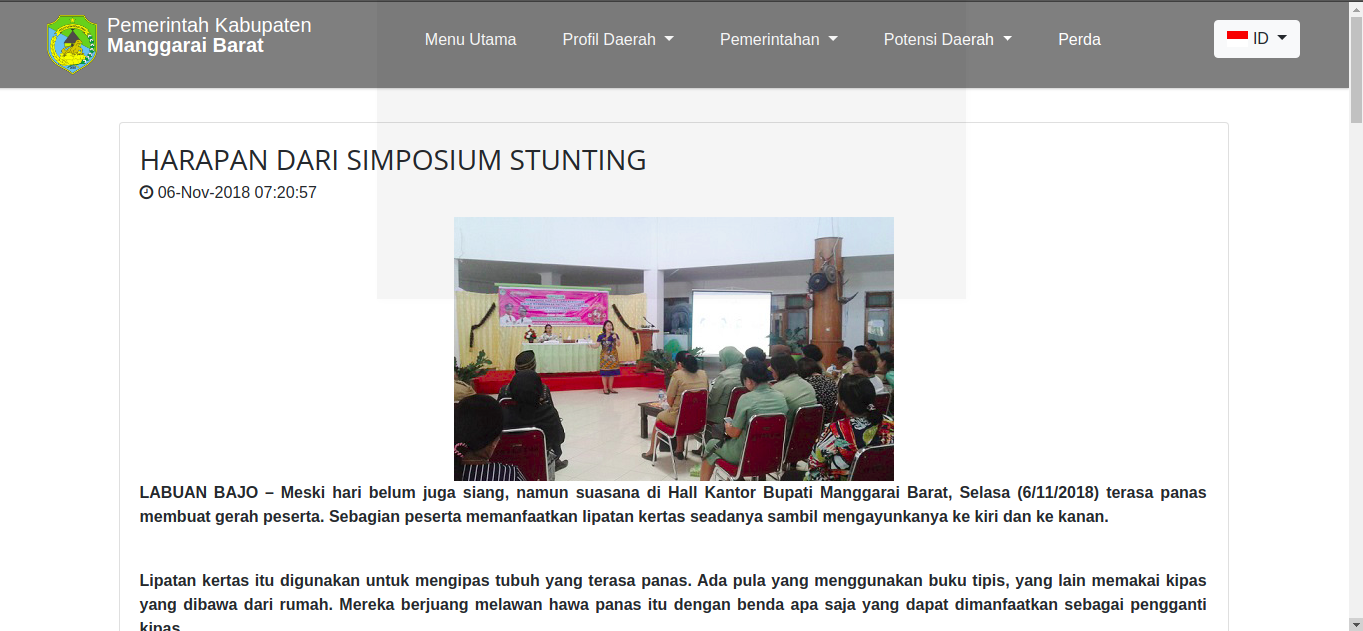 Pemerintah Kabupaten
Manggarai Barat
Menu Utama
Profil Daerah
Pemerintahan
Potensi Daerah
Perda
ID
HARAPAN DARI SIMPOSIUM STUNTING
06-Nov-2018 07:20:57
LABUAN BAJO – Meski hari belum juga siang, namun suasana di Hall Kantor Bupati Manggarai Barat, Selasa (6/11/2018) terasa panas
membuat gerah peserta. Sebagian peserta memanfaatkan lipatan kertas seadanya sambil mengayunkanya ke kiri dan ke kanan.
Lipatan kertas itu digunakan untuk mengipas tubuh yang terasa panas. Ada pula yang menggunakan buku tipis, yang lain memakai kipas
yang dibawa dari rumah. Mereka berjuang melawan hawa panas itu dengan benda apa saja yang dapat dimanfaatkan sebagai pengganti
kipas.